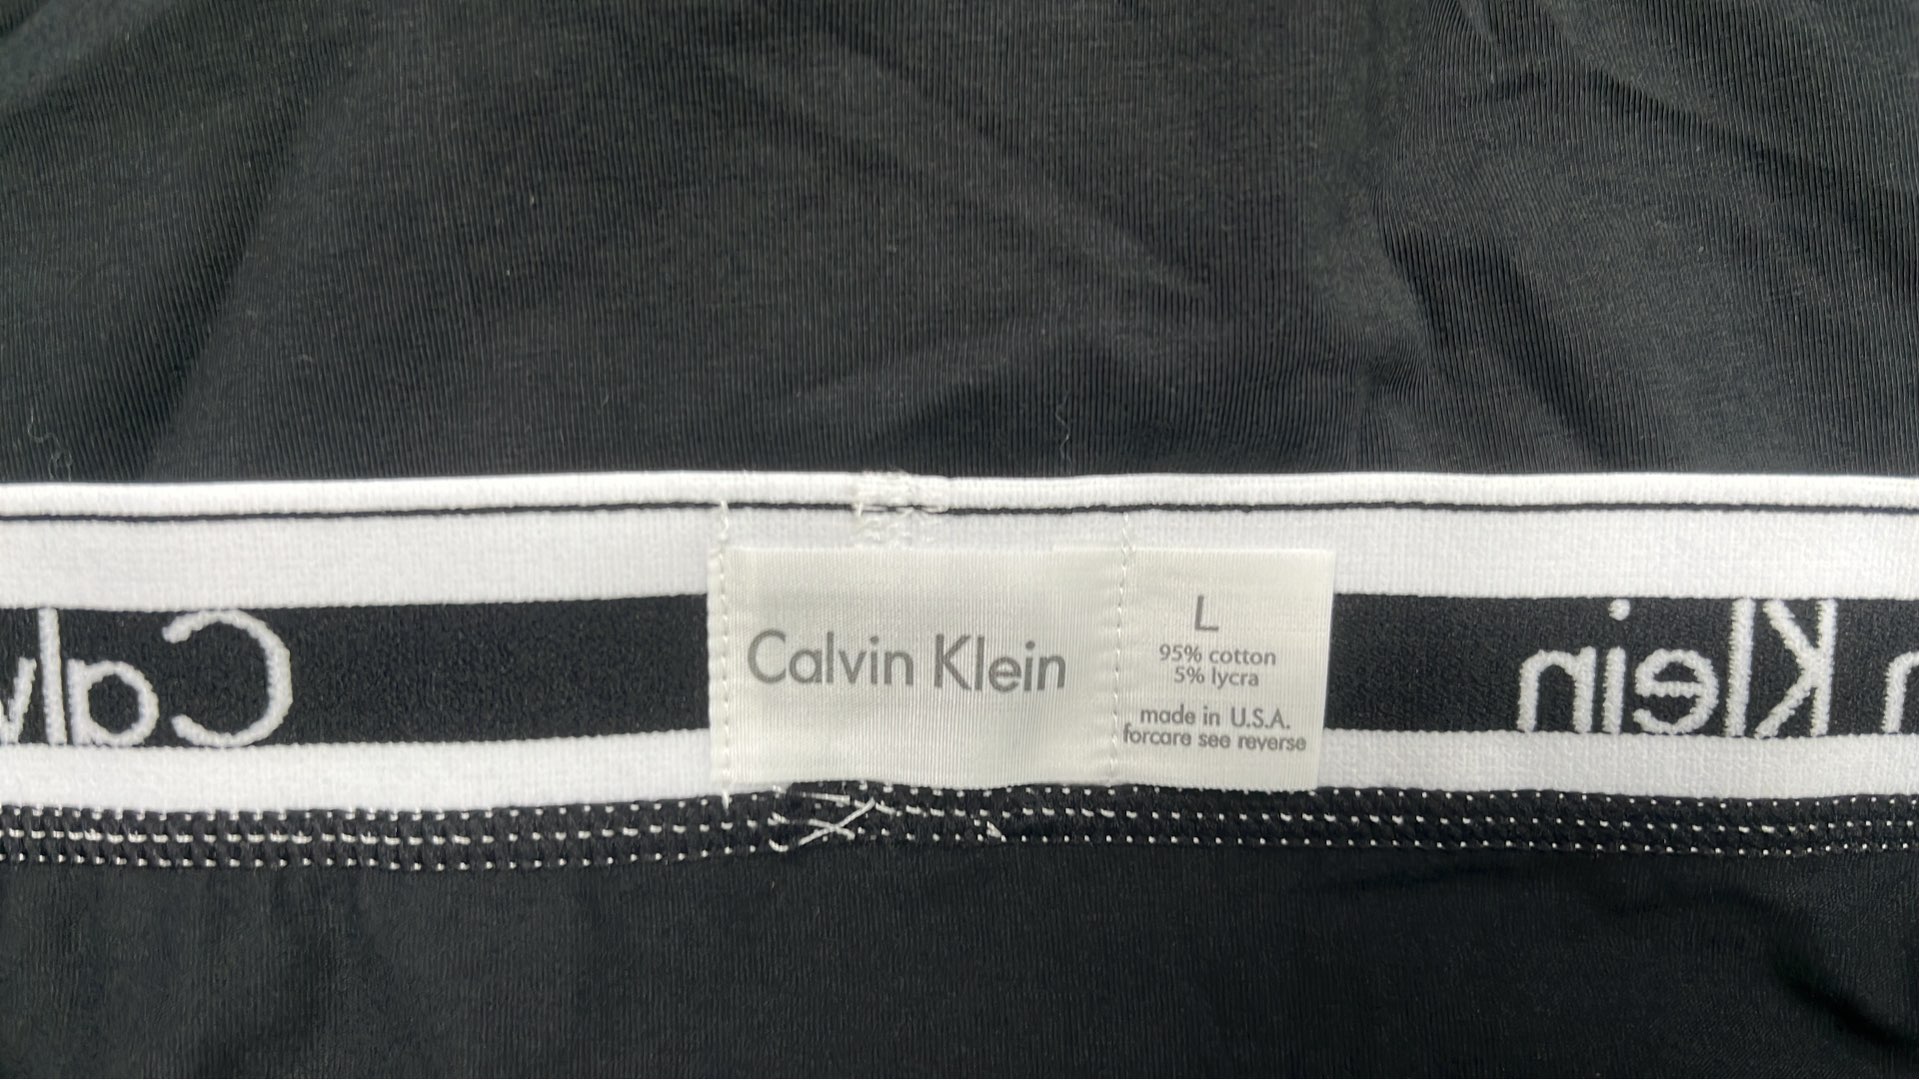 Calvin Klein
L
95% cotton
5% lycra
made in U.S.A.
forcare see reverse
Calv
n Klein